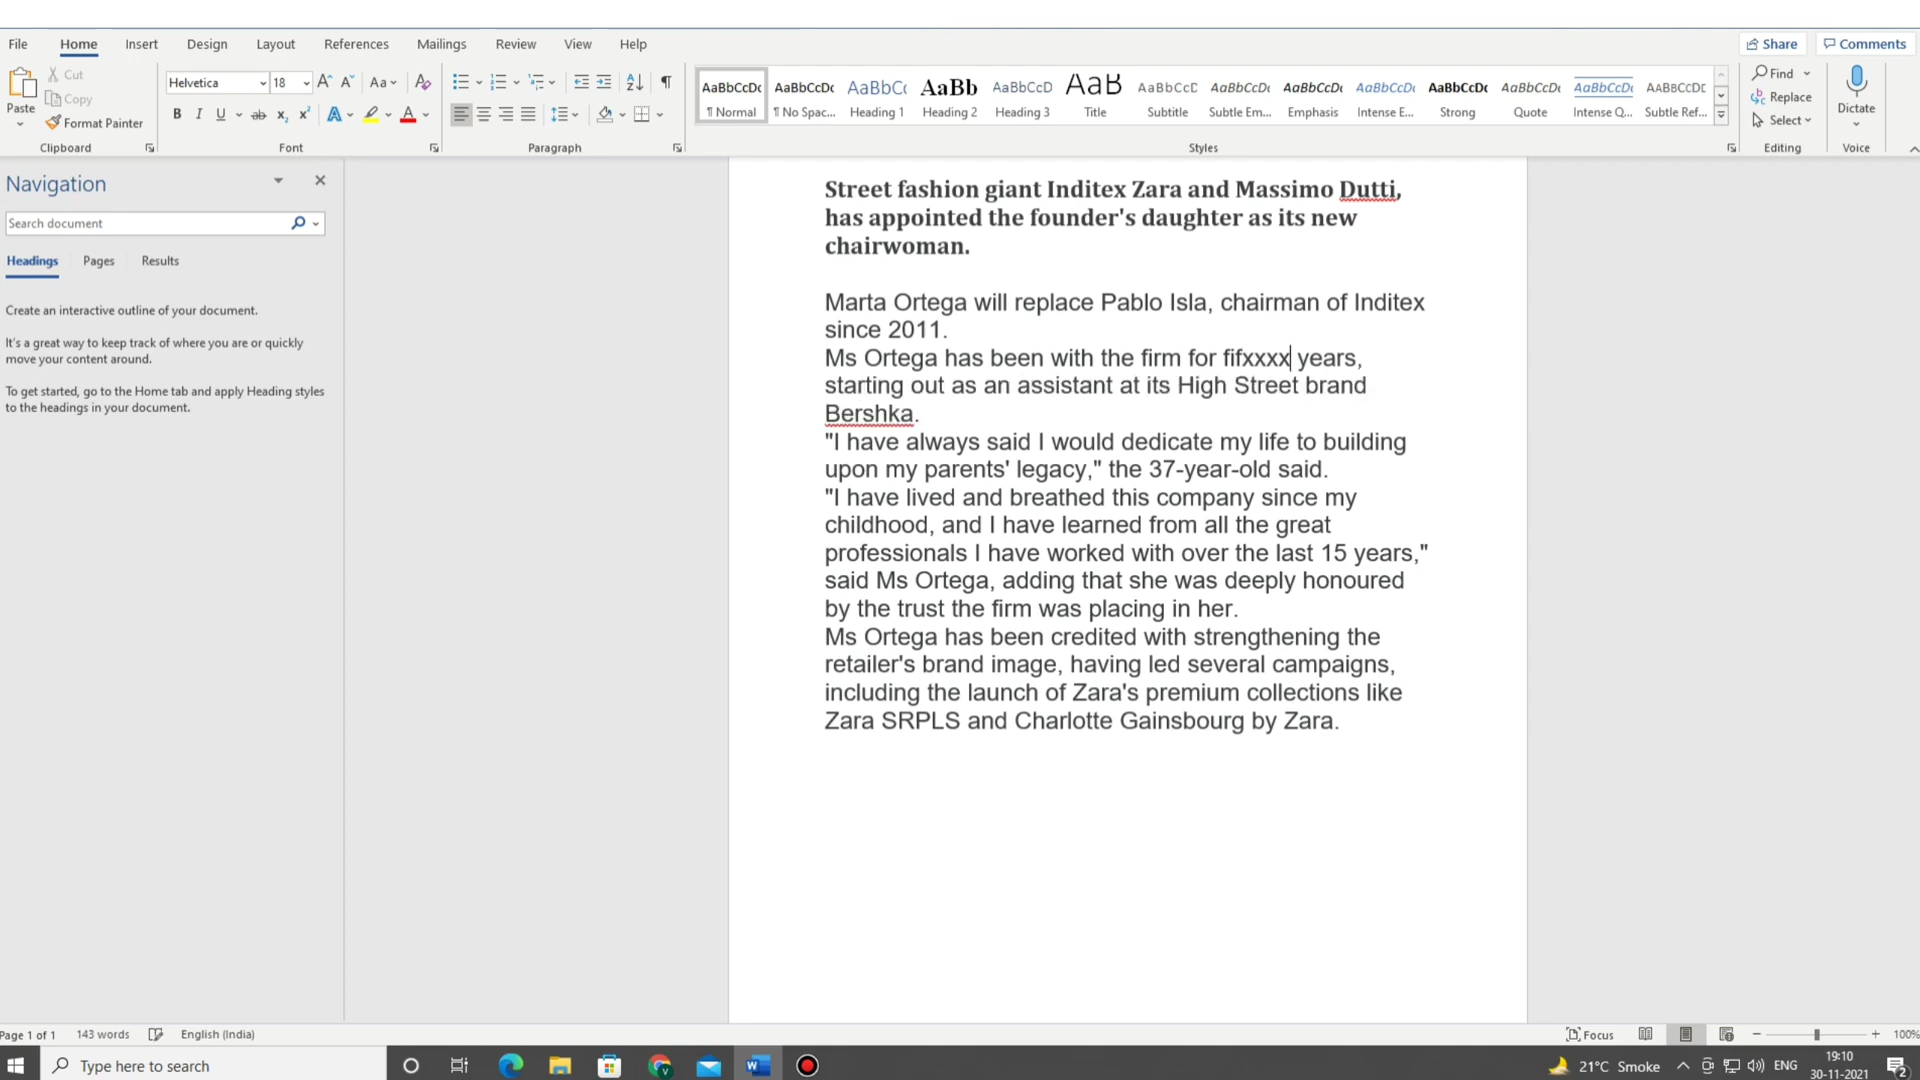 File Home Insert Design Layout References Mailings Review View Help Share Comments
Paste Cut Copy Format Painter Clipboard
Helvetica 18 Aa Font
B I U ab x₂ x² A A
Paragraph
AaBbCcDc ¶ Normal
AaBbCcDc ¶ No Spac...
AaBbCc Heading 1
AaBb Heading 2
AaBbCcD Heading 3
AaB Title
AaBbCcD Subtitle
AaBbCcDc Subtle Em...
AaBbCcDc Emphasis
AaBbCcDc Intense E...
AaBbCcDc Strong
AaBbCcDc Quote
AaBbCcDc Intense Q...
AABBCCDC Subtle Ref...
Styles
Find Replace Select Editing
Dictate Voice
Navigation
Search document
Headings Pages Results
Create an interactive outline of your document.
It's a great way to keep track of where you are or quickly
move your content around.
To get started, go to the Home tab and apply Heading styles
to the headings in your document.
Street fashion giant Inditex Zara and Massimo Dutti,
has appointed the founder's daughter as its new
chairwoman.
Marta Ortega will replace Pablo Isla, chairman of Inditex
since 2011.
Ms Ortega has been with the firm for fifxxxx years,
starting out as an assistant at its High Street brand
Bershka.
"I have always said I would dedicate my life to building
upon my parents' legacy," the 37-year-old said.
"I have lived and breathed this company since my
childhood, and I have learned from all the great
professionals I have worked with over the last 15 years,"
said Ms Ortega, adding that she was deeply honoured
by the trust the firm was placing in her.
Ms Ortega has been credited with strengthening the
retailer's brand image, having led several campaigns,
including the launch of Zara's premium collections like
Zara SRPLS and Charlotte Gainsbourg by Zara.
Page 1 of 1 143 words English (India) Focus 100%
Type here to search 21°C Smoke ENG 19:10
30-11-2021 2